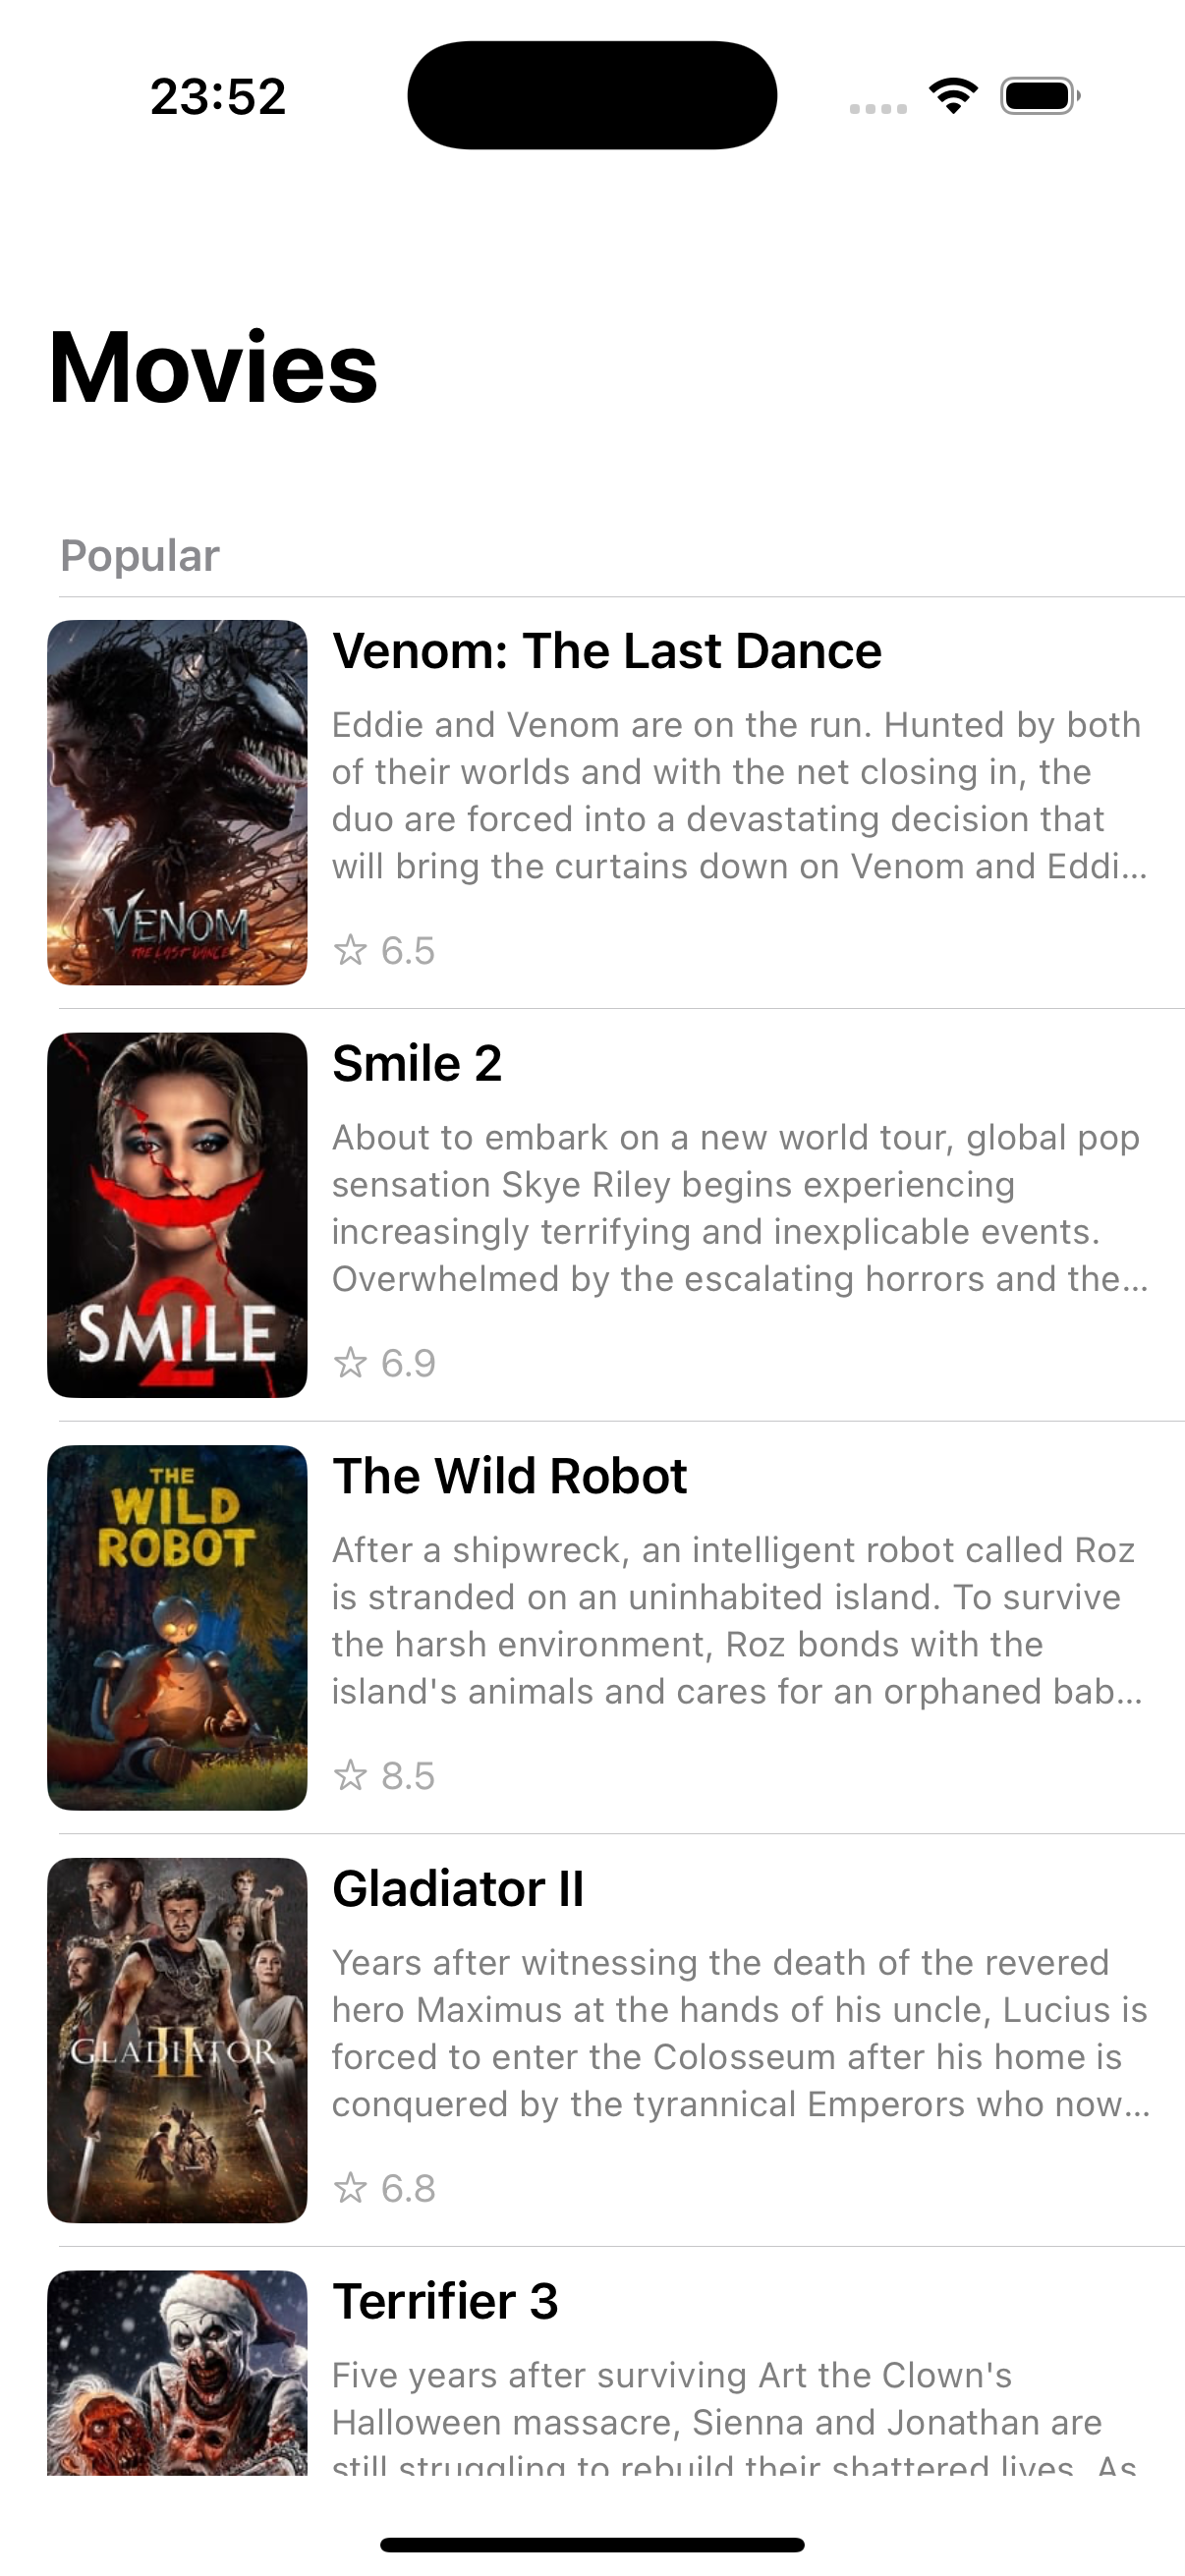 23:52
Movies
Popular
VENOM
THE LAST DANCE
Venom: The Last Dance
Eddie and Venom are on the run. Hunted by both
of their worlds and with the net closing in, the
duo are forced into a devastating decision that
will bring the curtains down on Venom and Eddi...
☆ 6.5
SMILE
2
Smile 2
About to embark on a new world tour, global pop
sensation Skye Riley begins experiencing
increasingly terrifying and inexplicable events.
Overwhelmed by the escalating horrors and the...
☆ 6.9
THE
WILD
ROBOT
The Wild Robot
After a shipwreck, an intelligent robot called Roz
is stranded on an uninhabited island. To survive
the harsh environment, Roz bonds with the
island's animals and cares for an orphaned bab...
☆ 8.5
GLADIATOR
II
Gladiator II
Years after witnessing the death of the revered
hero Maximus at the hands of his uncle, Lucius is
forced to enter the Colosseum after his home is
conquered by the tyrannical Emperors who now...
☆ 6.8
Terrifier 3
Five years after surviving Art the Clown's
Halloween massacre, Sienna and Jonathan are
still struggling to rebuild their shattered lives. As